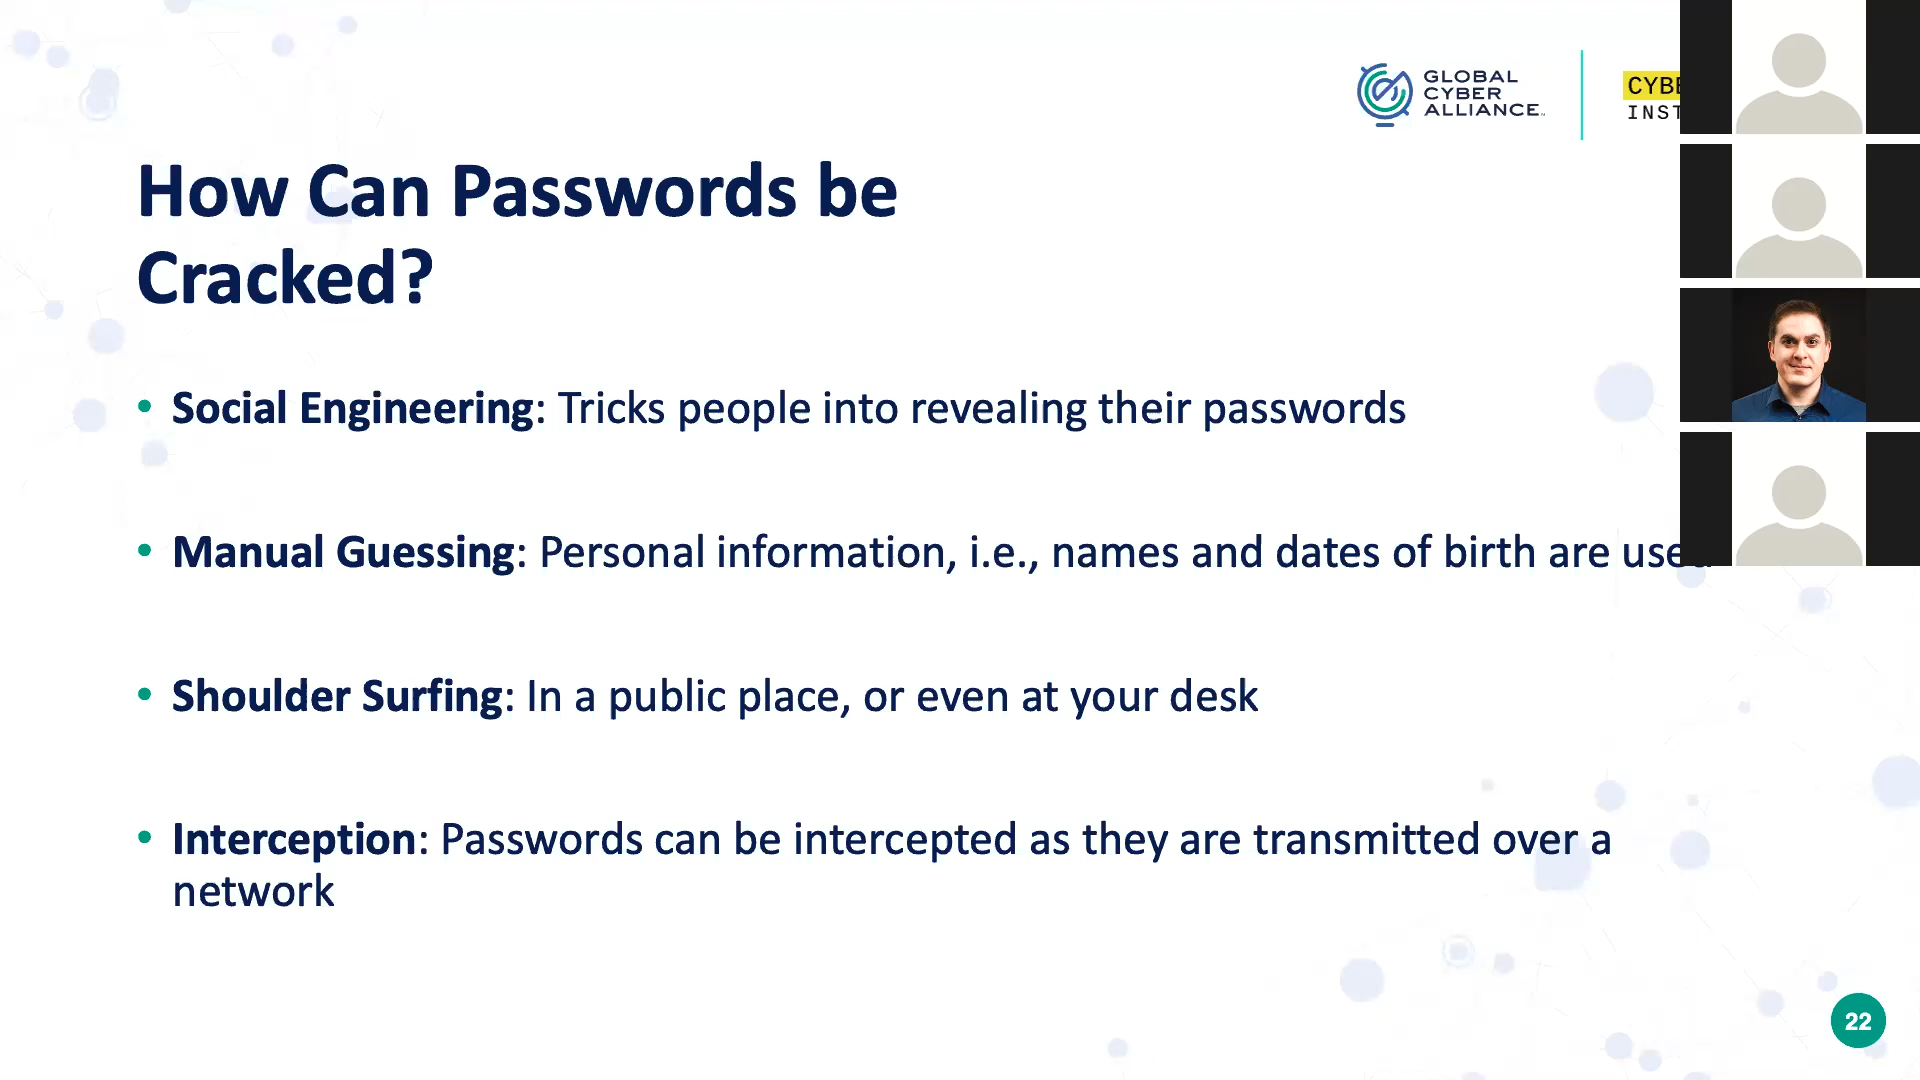 GLOBAL
CYBER
ALLIANCE
How Can Passwords be
Cracked?
• Social Engineering: Tricks people into revealing their passwords
• Manual Guessing: Personal information, i.e., names and dates of birth are used
• Shoulder Surfing: In a public place, or even at your desk
• Interception: Passwords can be intercepted as they are transmitted over a
network
22